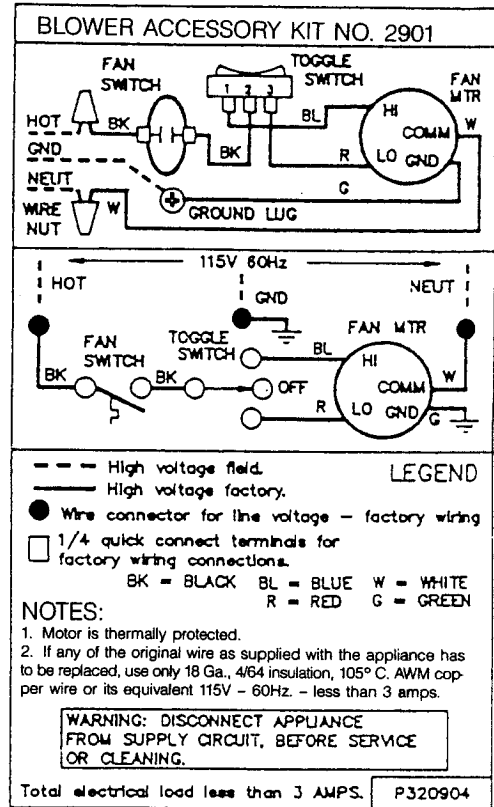 BLOWER ACCESSORY KIT NO. 2901
FAN
SWITCH
TOGGLE
SWITCH
FAN
MTR
1 2 3
HOT
BK
BL
HI
COMM
W
GND
BK
R
LO GND
NEUT
G
WIRE
NUT
W
GROUND LUG
115V 60Hz
HOT
GND
NEUT
FAN
SWITCH
TOGGLE
SWITCH
FAN MTR
BL
HI
BK
BK
OFF
COMM
W
R
LO GND
G
LEGEND
High voltage field.
High voltage factory.
Wire connector for line voltage – factory wiring
1/4 quick connect terminals for
factory wiring connections.
BK = BLACK BL = BLUE W = WHITE
R = RED G = GREEN
NOTES:
1. Motor is thermally protected.
2. If any of the original wire as supplied with the appliance has
to be replaced, use only 18 Ga., 4/64 insulation, 105° C. AWM cop-
per wire or its equivalent 115V – 60Hz. – less than 3 amps.
WARNING: DISCONNECT APPLIANCE
FROM SUPPLY CIRCUIT, BEFORE SERVICE
OR CLEANING.
Total electrical load less than 3 AMPS.
P320904